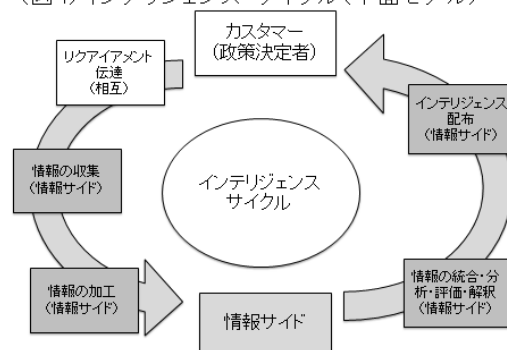 (図4)インテリジェンス・サイクル(平面モデル)
カスタマー
(政策決定者)
リクアイアメント
伝達
(相互)
インテリジェンス
配布
(情報サイド)
情報の収集
(情報サイド)
インテリジェンス
サイクル
情報の加工
(情報サイド)
情報サイド
情報の統合・分
析・評価・解釈
(情報サイド)